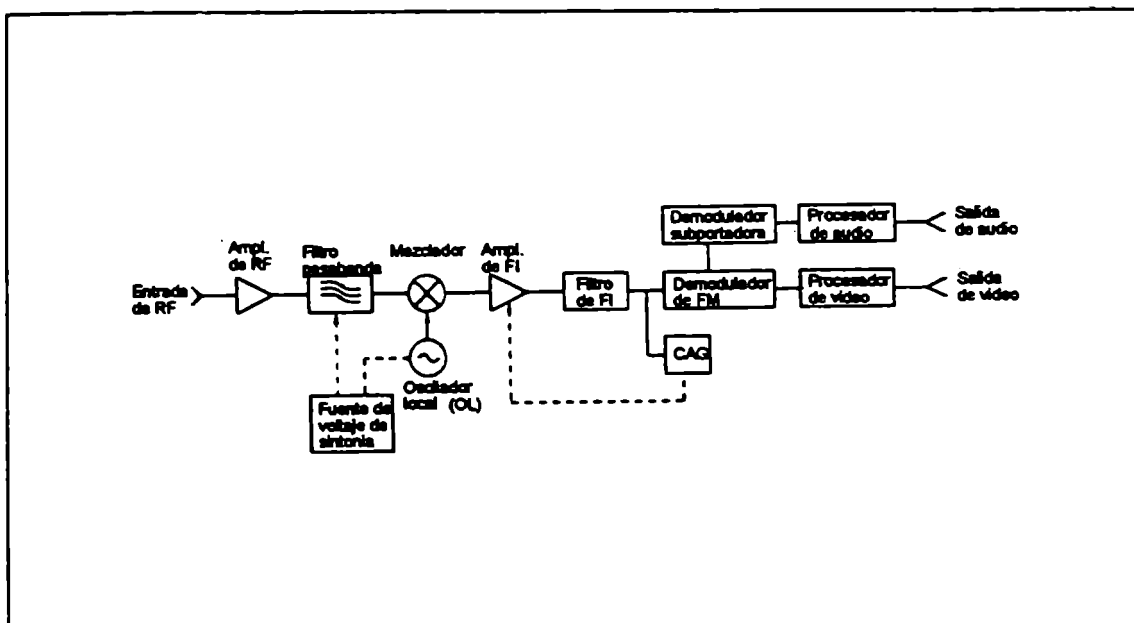 Entrada
de RF
Ampl.
de RF
Filtro
pasabanda
Mezclador
Ampl.
de FI
Filtro
de FI
Demodulador
subportadora
Procesador
de audio
Salida
de audio
Demodulador
de FM
Procesador
de video
Salida
de video
CAG
Oscilador
local (OL)
Fuente de
voltaje de
sintonia